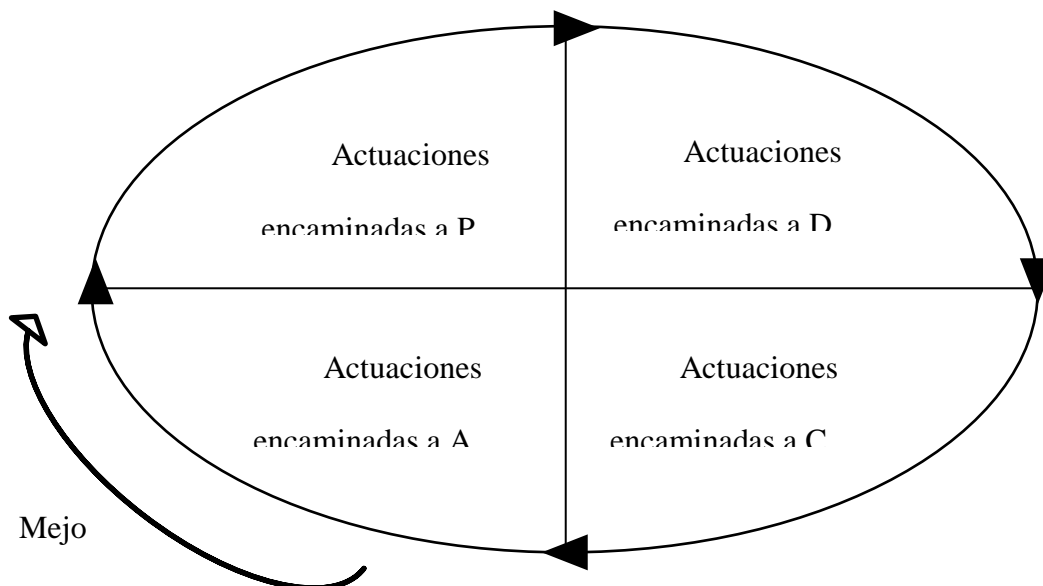 Actuaciones
encaminadas a P
Actuaciones
encaminadas a D
Actuaciones
encaminadas a A
Actuaciones
encaminadas a C
Mejo